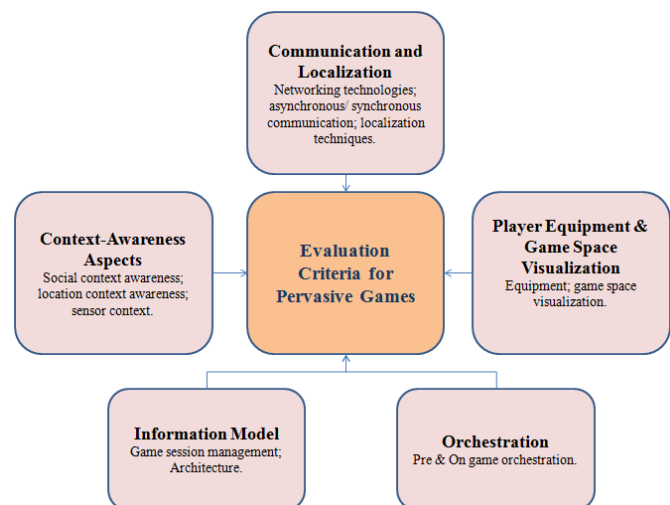 Communication and
Localization
Networking technologies;
asynchronous/ synchronous
communication; localization
techniques.
Context-Awareness
Aspects
Social context awareness;
location context awareness;
sensor context.
Evaluation
Criteria for
Pervasive Games
Player Equipment &
Game Space
Visualization
Equipment; game space
visualization.
Information Model
Game session management;
Architecture.
Orchestration
Pre & On game orchestration.